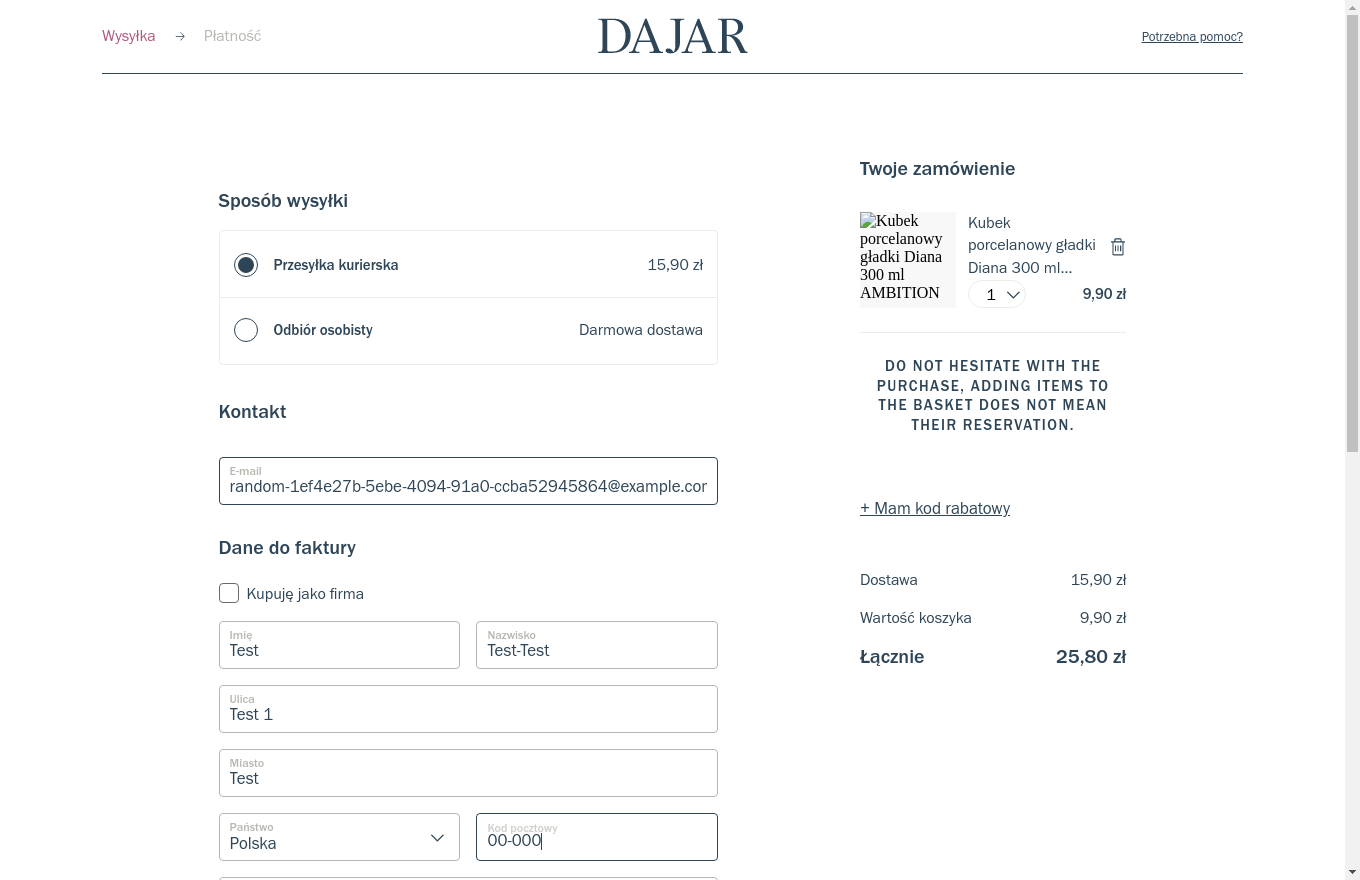 Wysyłka → Płatność
DAJAR
Potrzebna pomoc?
Sposób wysyłki
Przesyłka kurierska 15,90 zł
Odbiór osobisty Darmowa dostawa
Kontakt
E-mail
random-1ef4e27b-5ebe-4094-91a0-ccba52945864@example.cor
Dane do faktury
Kupuję jako firma
Imię
Test
Nazwisko
Test-Test
Ulica
Test 1
Miasto
Test
Państwo
Polska
Kod pocztowy
00-000
Twoje zamówienie
Kubek
porcelanowy
gładki Diana
300 ml
AMBITION
Kubek
porcelanowy gładki
Diana 300 ml...
1 9,90 zł
DO NOT HESITATE WITH THE
PURCHASE, ADDING ITEMS TO
THE BASKET DOES NOT MEAN
THEIR RESERVATION.
+ Mam kod rabatowy
Dostawa 15,90 zł
Wartość koszyka 9,90 zł
Łącznie 25,80 zł